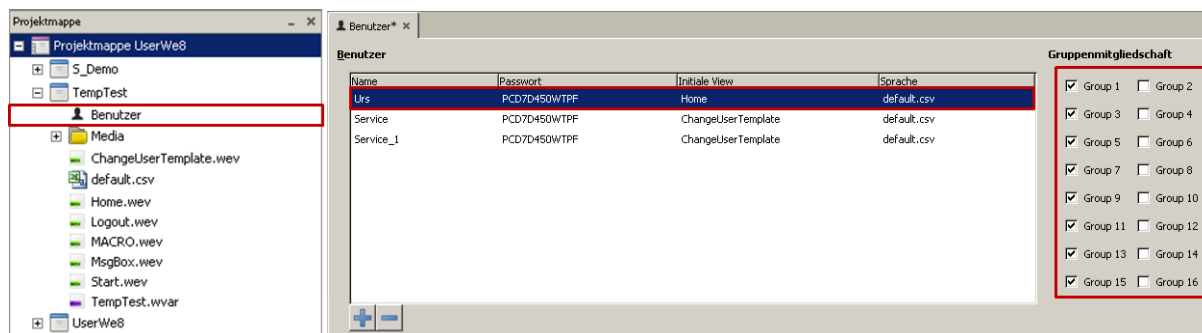 Projektmappe
Projektmappe UserWe8
S_Demo
TempTest
Benutzer
Media
ChangeUserTemplate.wev
default.csv
Home.wev
Logout.wev
MACRO.wev
MsgBox.wev
Start.wev
TempTest.wvar
UserWe8
Benutzer*
Benutzer
Name Passwort Initiale View Sprache
Urs PCD7D450WTPF Home default.csv
Service PCD7D450WTPF ChangeUserTemplate default.csv
Service_1 PCD7D450WTPF ChangeUserTemplate default.csv
Gruppenmitgliedschaft
Group 1 Group 2
Group 3 Group 4
Group 5 Group 6
Group 7 Group 8
Group 9 Group 10
Group 11 Group 12
Group 13 Group 14
Group 15 Group 16